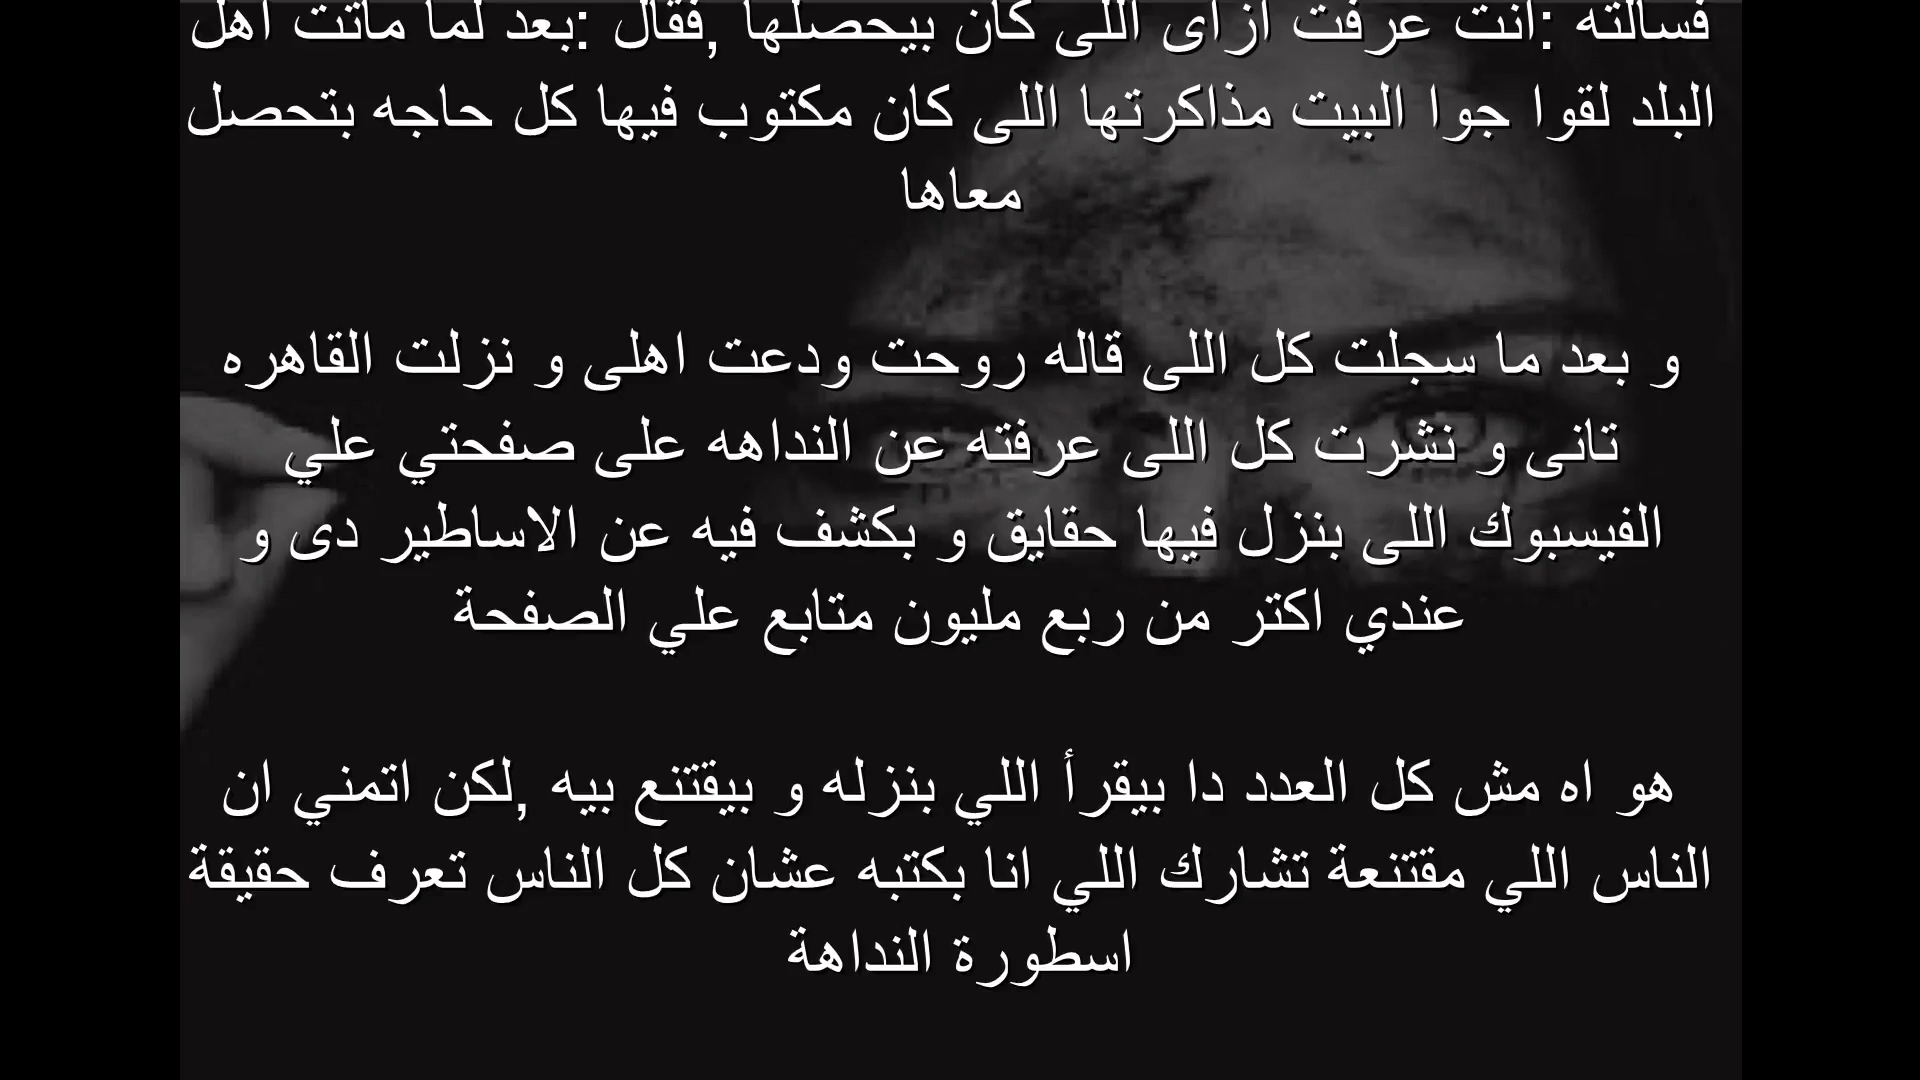 فسالته :انت عرفت ازاى اللى كان بيحصلها ,فقال :بعد لما ماتت اهل
البلد لقوا جوا البيت مذاكرتها اللى كان مكتوب فيها كل حاجه بتحصل
معاها
و بعد ما سجلت كل اللى قاله روحت ودعت اهلى و نزلت القاهره
تانى و نشرت كل اللى عرفته عن النداهه على صفحتي علي
الفيسبوك اللى بنزل فيها حقايق و بكشف فيه عن الاساطير دى و
عندي اكتر من ربع مليون متابع علي الصفحة
هو اه مش كل العدد دا بيقرأ اللي بنزله و بيقتنع بيه ,لكن اتمني ان
الناس اللي مقتنعة تشارك اللي انا بكتبه عشان كل الناس تعرف حقيقة
اسطورة النداهة